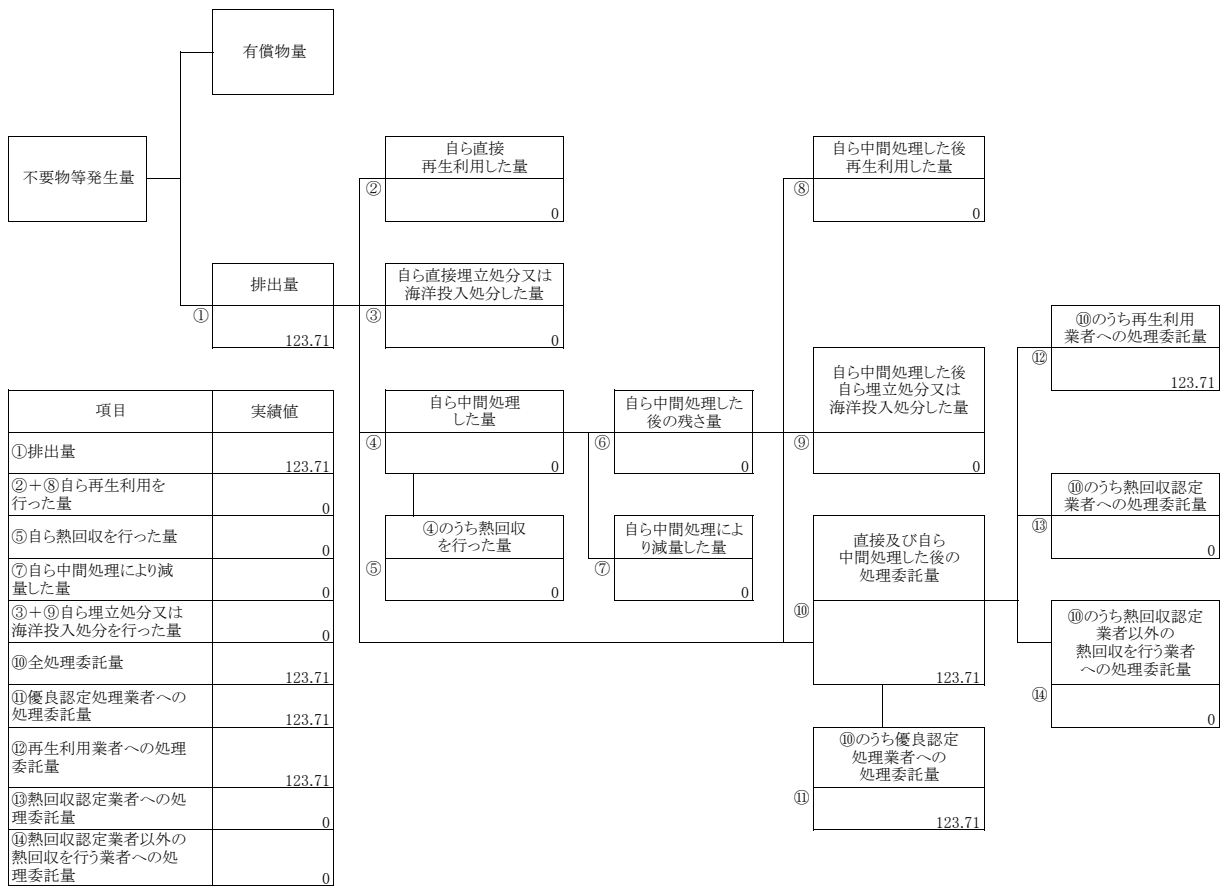 有償物量
不要物等発生量
排出量
①
123.71
自ら直接
再生利用した量
②
0
自ら直接埋立処分又は
海洋投入処分した量
③
0
自ら中間処理
した量
④
0
④のうち熱回収
を行った量
⑤
0
自ら中間処理した
後の残さ量
⑥
0
自ら中間処理によ
り減量した量
⑦
0
自ら中間処理した後
再生利用した量
⑧
0
自ら中間処理した後
自ら埋立処分又は
海洋投入処分した量
⑨
0
直接及び自ら
中間処理した後の
処理委託量
⑩
123.71
⑩のうち優良認定
処理業者への
処理委託量
⑪
123.71
⑩のうち再生利用
業者への処理委託量
⑫
123.71
⑩のうち熱回収認定
業者への処理委託量
⑬
0
⑩のうち熱回収認定
業者以外の
熱回収を行う業者
への処理委託量
⑭
0
項目 実績値
①排出量
123.71
②+⑧自ら再生利用を
行った量
0
⑤自ら熱回収を行った量
0
⑦自ら中間処理により減
量した量
0
③+⑨自ら埋立処分又は
海洋投入処分を行った量
0
⑩全処理委託量
123.71
⑪優良認定処理業者への
処理委託量
123.71
⑫再生利用業者への処理
委託量
123.71
⑬熱回収認定業者への処
理委託量
0
⑭熱回収認定業者以外の
熱回収を行う業者への処
理委託量
0